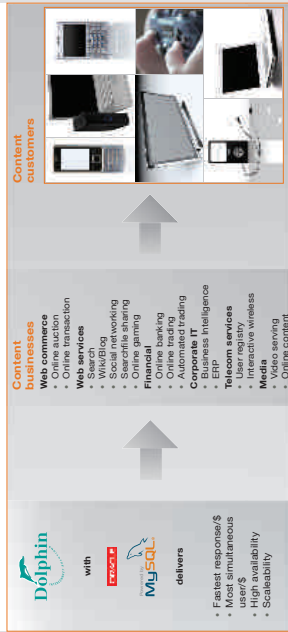 Dolphin
with
ORACLE
Powered by
MySQL
delivers
• Fastest response/$
• Most simultaneous
user/$
• High availability
• Scaleability
Content
businesses
Web commerce
• Online auction
• Online transaction
Web services
• Search
• Wiki/Blog
• Social networking
• Search/file sharing
• Online gaming
Financial
• Online banking
• Online trading
• Automated trading
Corporate IT
• Business Intelligence
• ERP
Telecom services
• User registry
• Interactive wireless
Media
• Video serving
• Online content
Content
customers